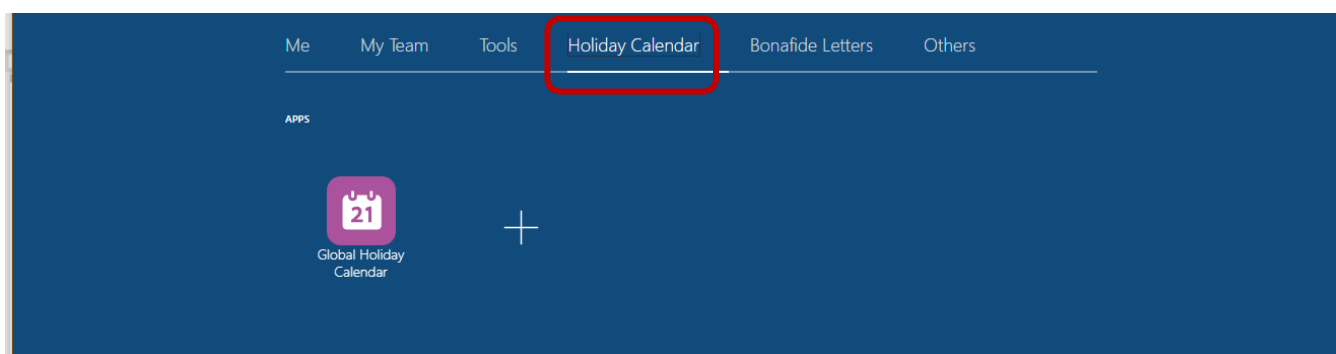 Me My Team Tools Holiday Calendar Bonafide Letters Others
APPS
21
Global Holiday
Calendar